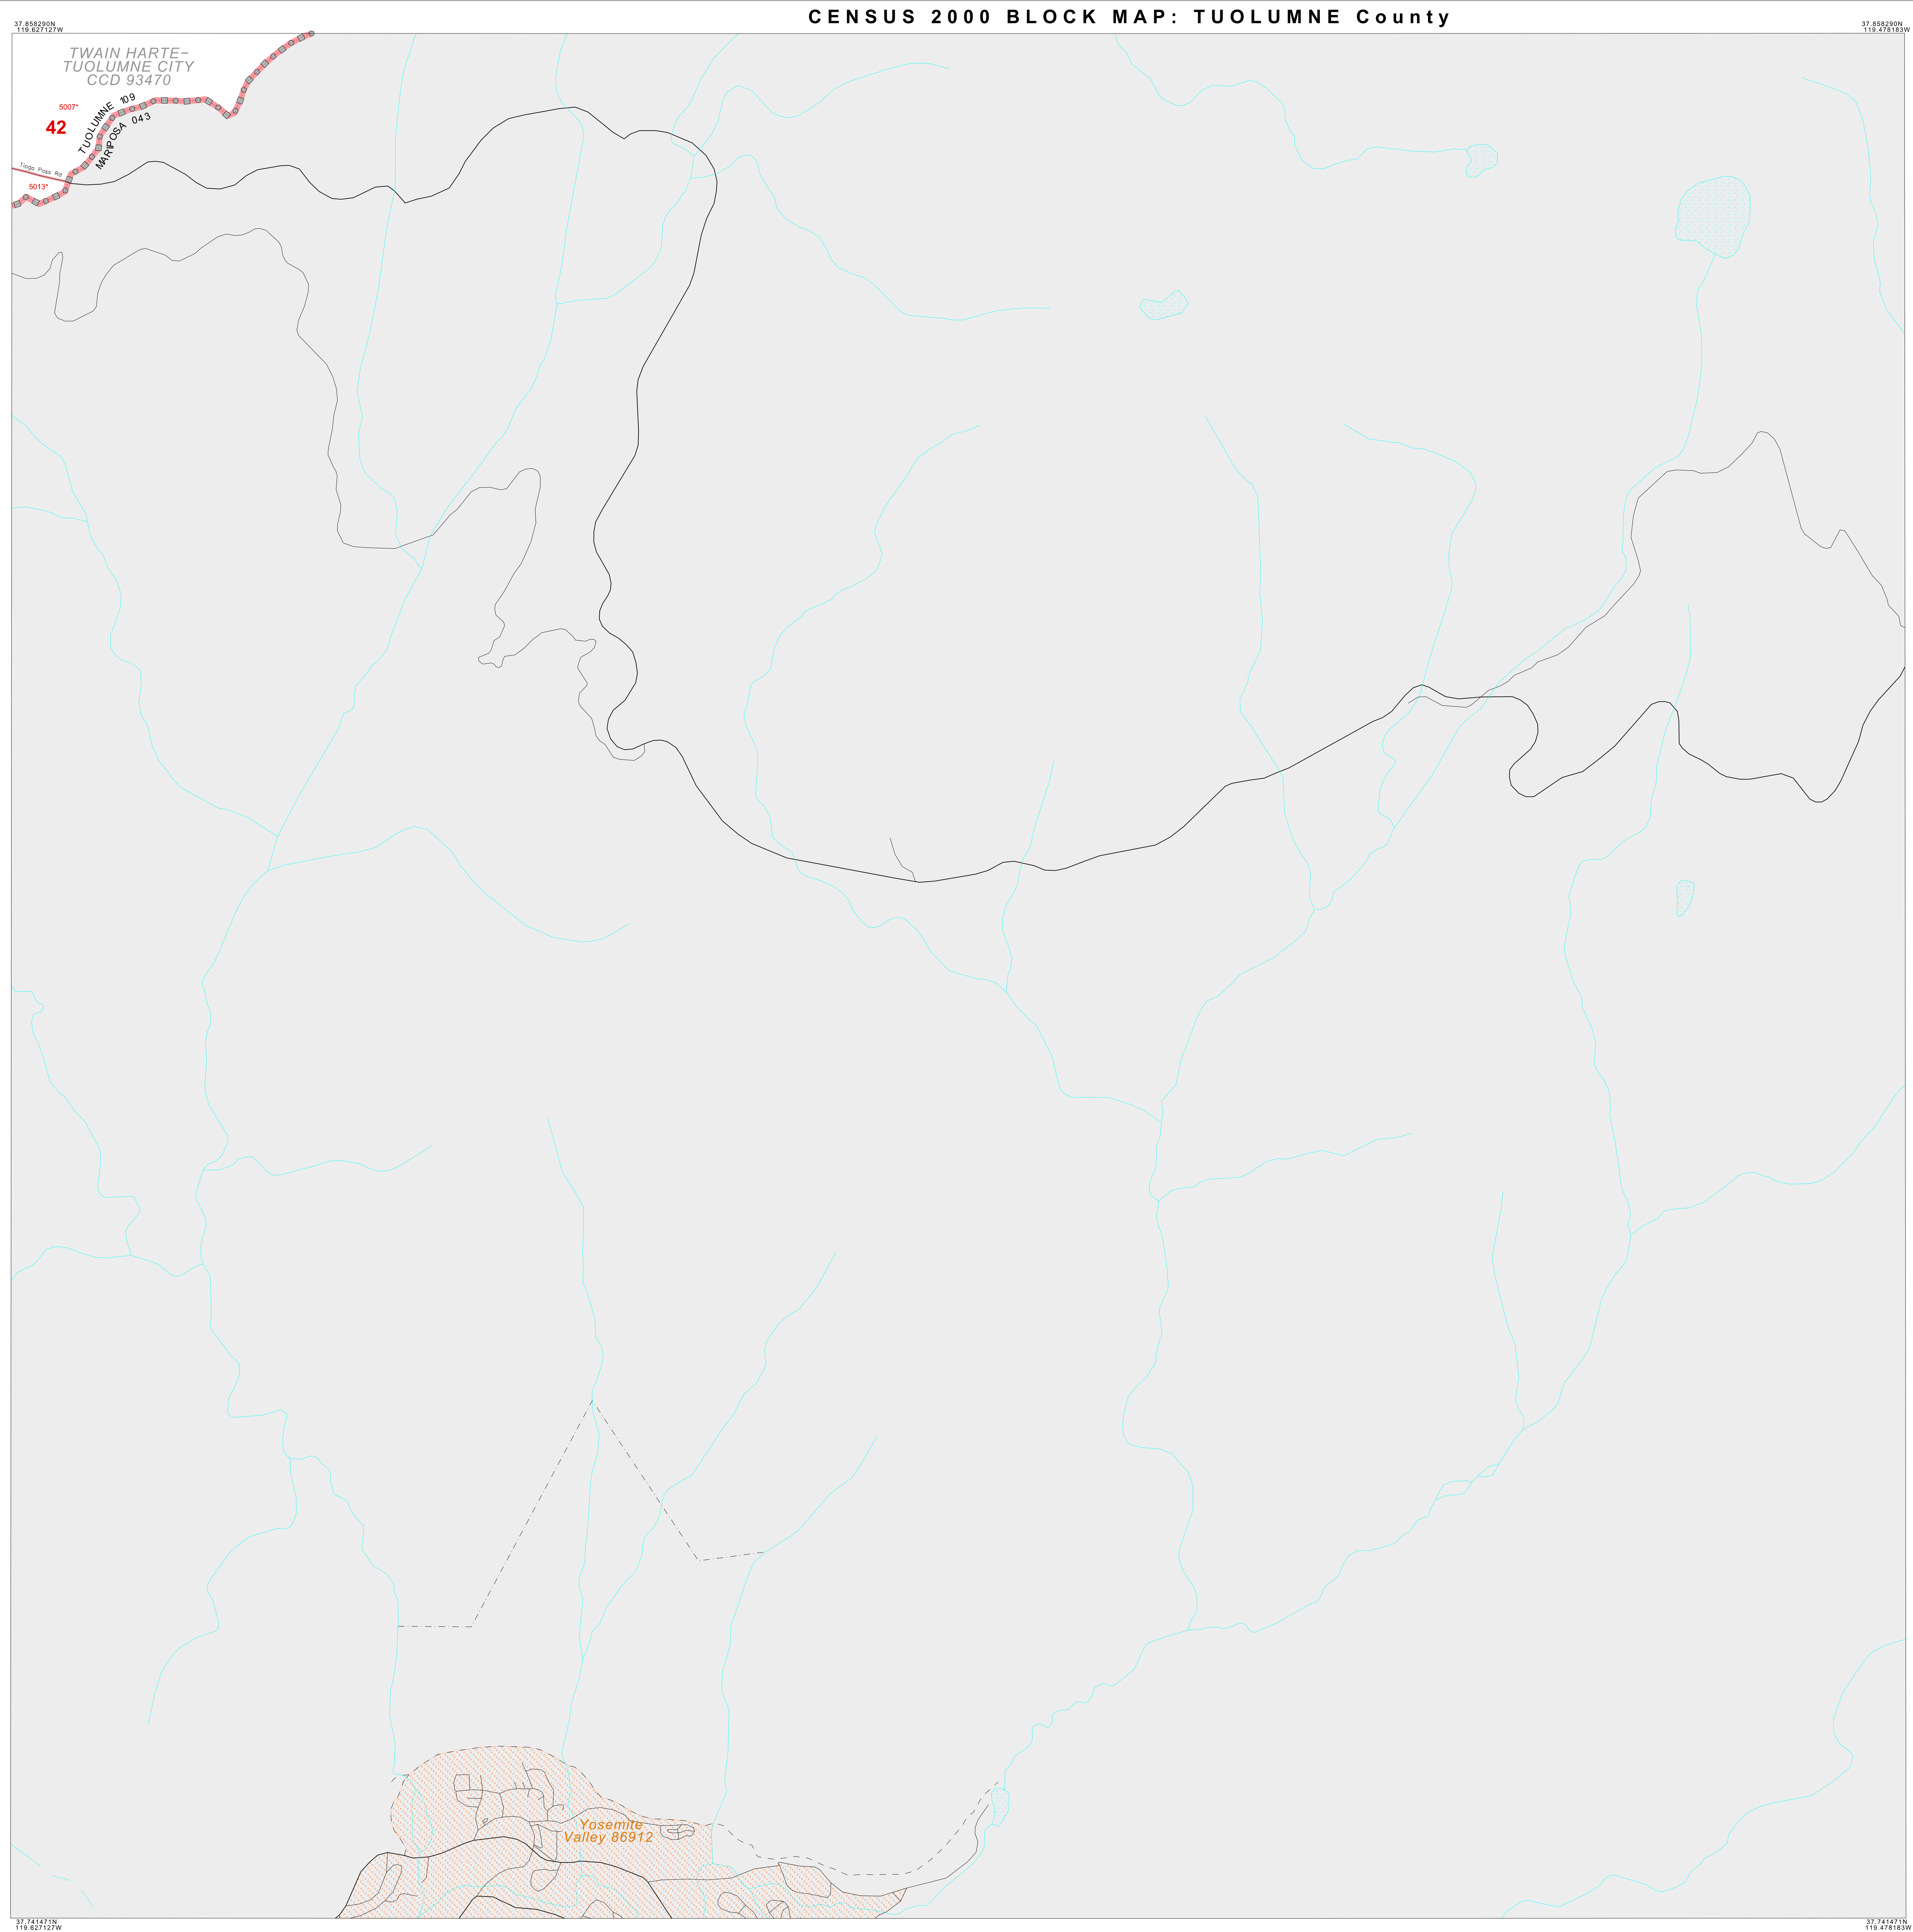 CENSUS 2000 BLOCK MAP: TUOLUMNE County
37.858290N
119.627127W
37.858290N
119.478183W
TWAIN HARTE-
TUOLUMNE CITY
CCD 93470
5007*
42
TUOLUMNE 109
MARIPOSA 043
Tioga Pass Rd
5013*
Yosemite
Valley 86912
37.741471N
119.627127W
37.741471N
119.478183W